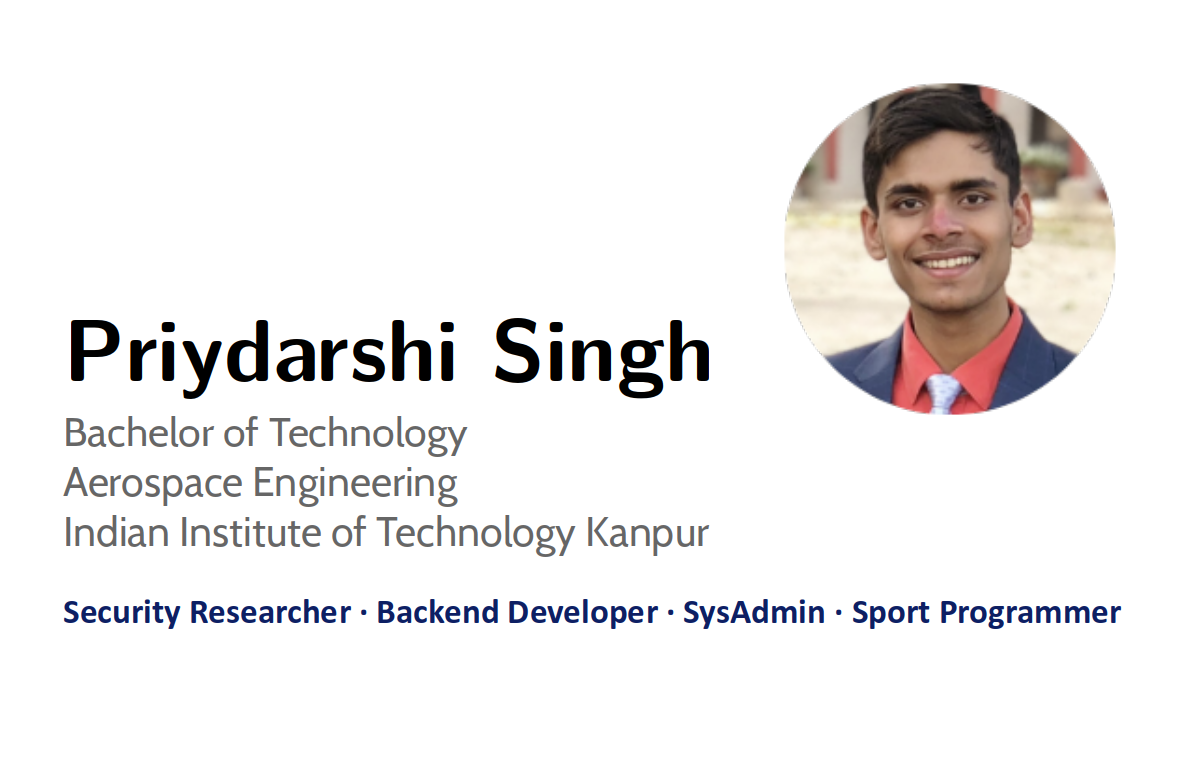 Priydarshi Singh
Bachelor of Technology
Aerospace Engineering
Indian Institute of Technology Kanpur
Security Researcher · Backend Developer · SysAdmin · Sport Programmer